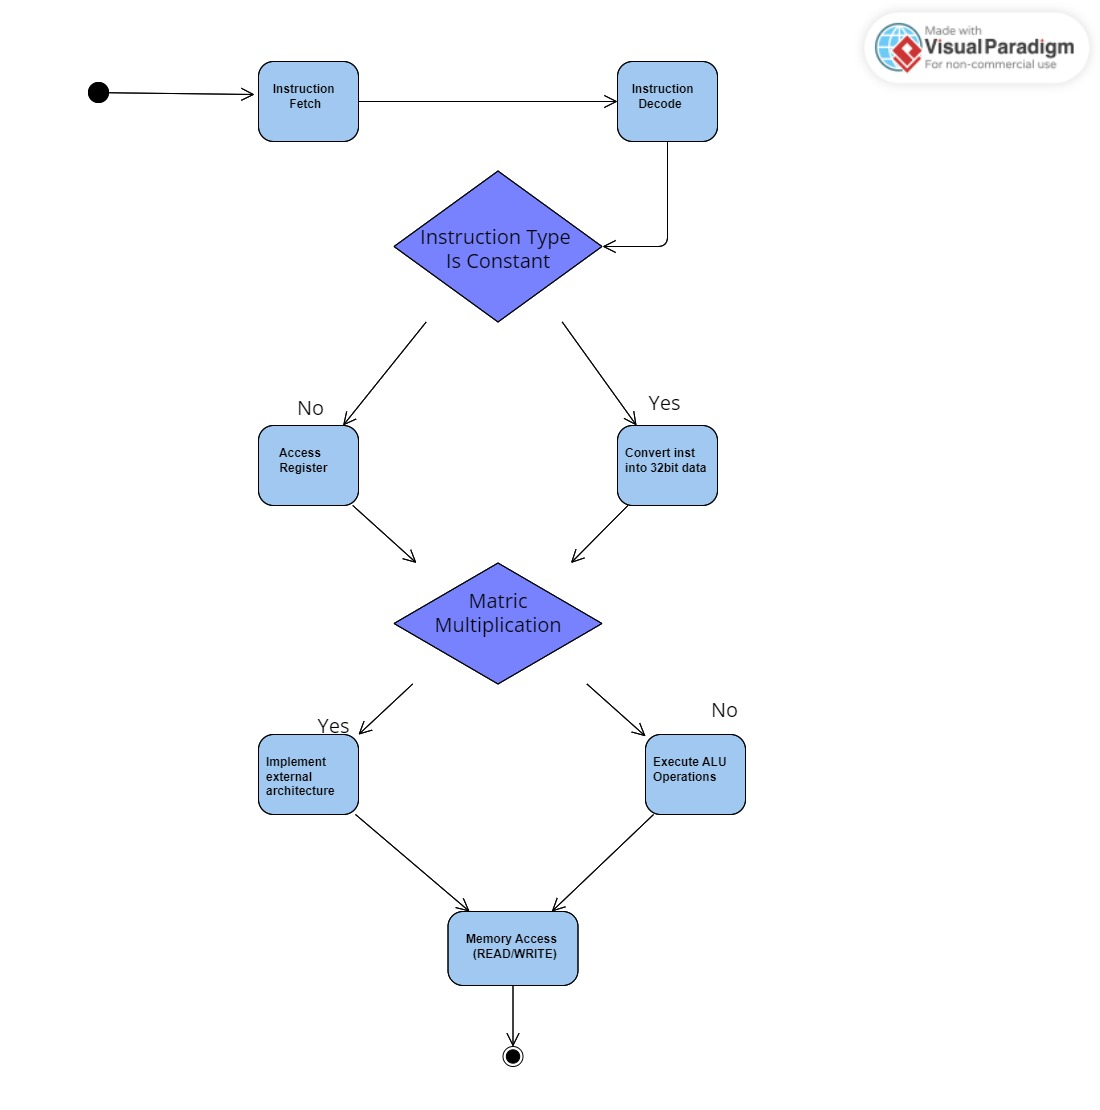 Made with
Visual Paradigm
For non-commercial use
Instruction
Fetch
Instruction
Decode
Instruction Type
Is Constant
No
Yes
Access
Register
Convert inst
into 32bit data
Matric
Multiplication
Yes
No
Implement
external
architecture
Execute ALU
Operations
Memory Access
(READ/WRITE)